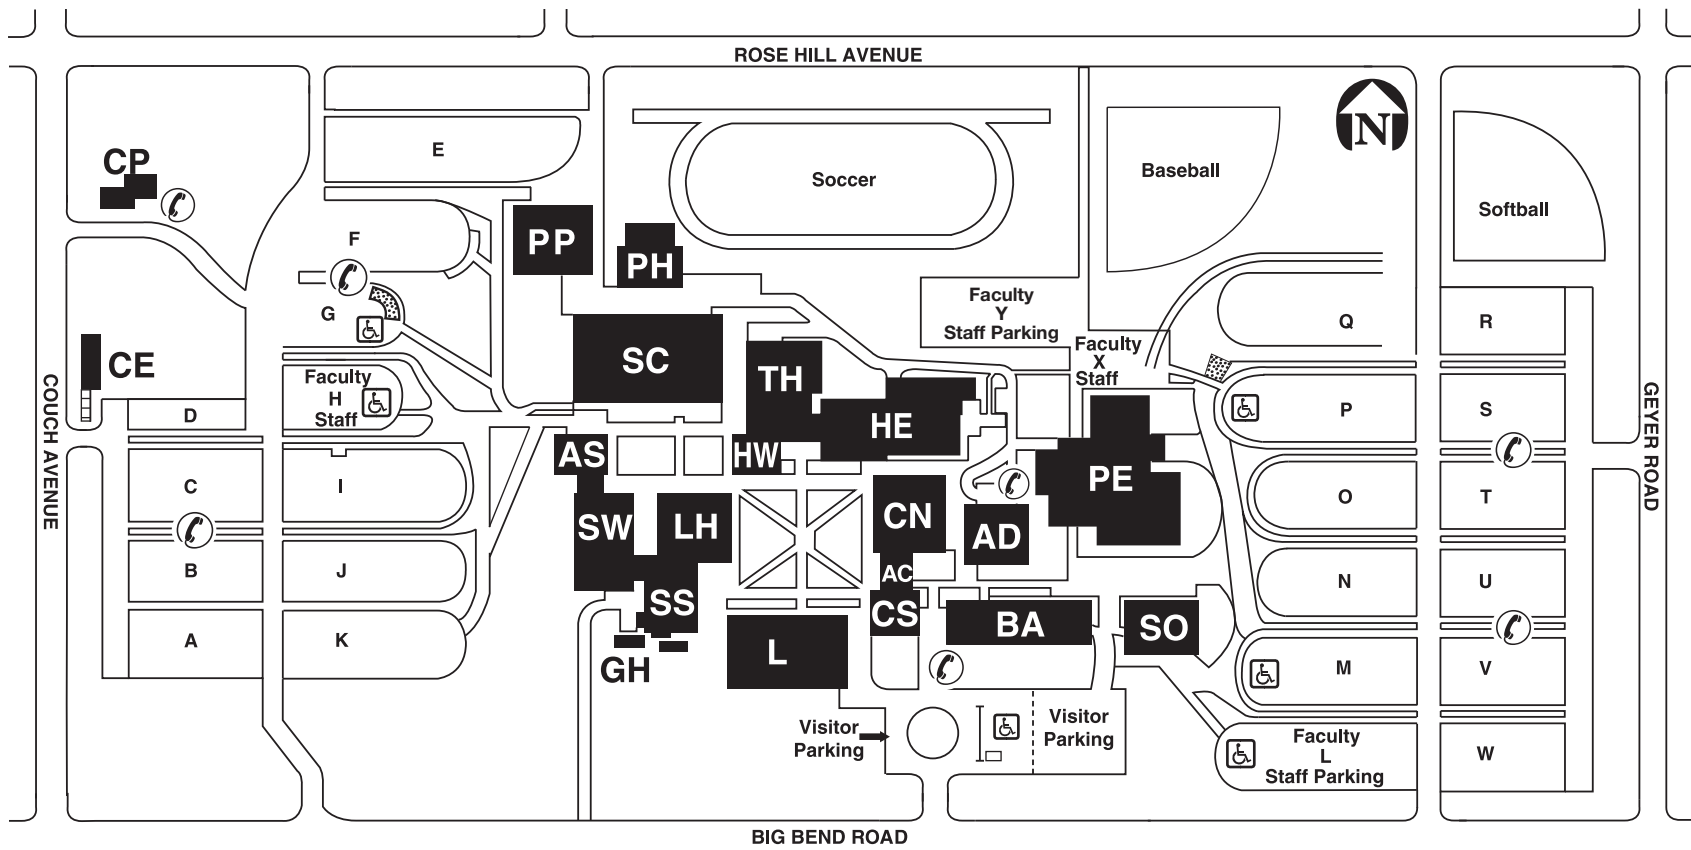 ROSE HILL AVENUE
N
CP
E
Soccer
Baseball
Softball
F
PP
PH
G
Faculty
Y
Staff Parking
Q
R
CE
SC
TH
Faculty
X
Staff
Faculty
H
Staff
D
HE
P
S
COUCH AVENUE
GEYER ROAD
AS
HW
C
I
PE
O
T
SW
LH
CN
AD
B
J
AC
N
U
SS
CS
BA
SO
A
K
GH
L
M
V
Visitor
Parking
Visitor
Parking
Faculty
L
Staff Parking
W
BIG BEND ROAD